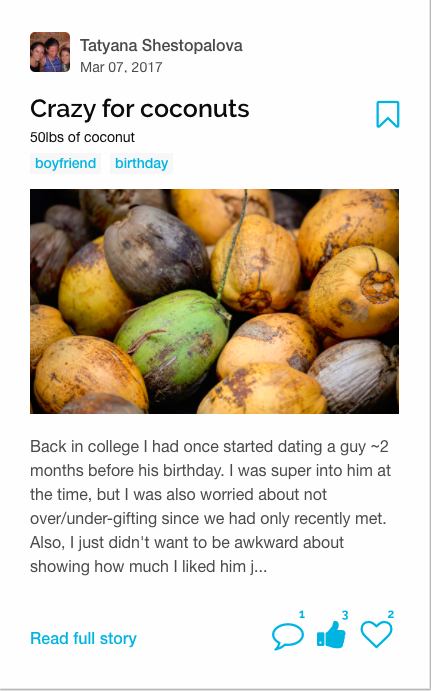 Tatyana Shestopalova
Mar 07, 2017
Crazy for coconuts
50lbs of coconut
boyfriend birthday
Back in college I had once started dating a guy ~2
months before his birthday. I was super into him at
the time, but I was also worried about not
over/under-gifting since we had only recently met.
Also, I just didn't want to be awkward about
showing how much I liked him j...
1 3 2
Read full story